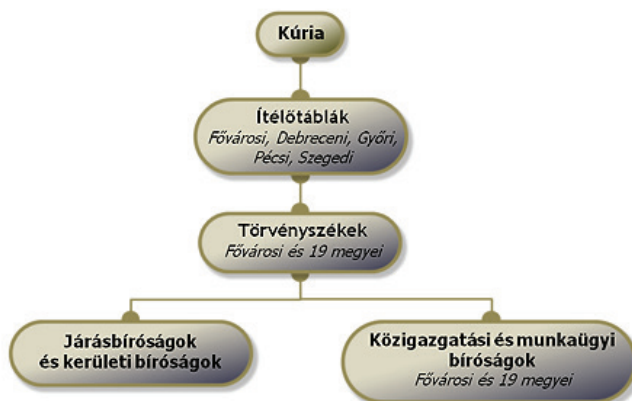 Kúria
Ítélőtáblák
Fővárosi, Debreceni, Győri,
Pécsi, Szegedi
Törvényszékek
Fővárosi és 19 megyei
Járásbíróságok
és kerületi bíróságok
Közigazgatási és munkaügyi
bíróságok
Fővárosi és 19 megyei